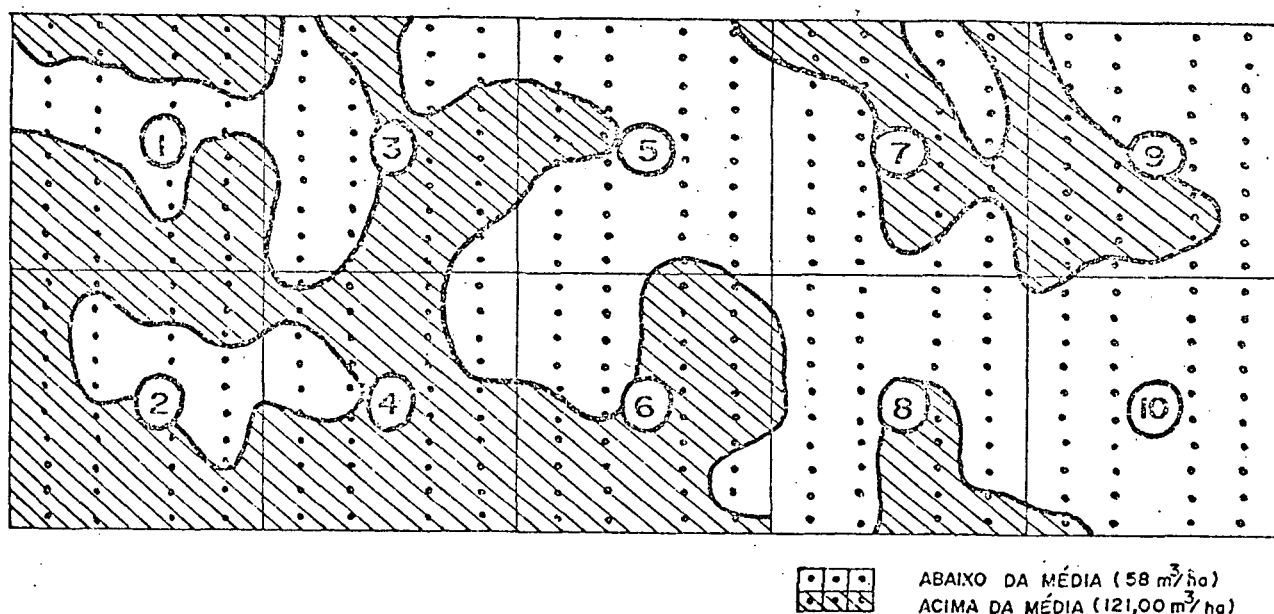 1 3 5 7 9
2 4 6 8 10
ABAIXO DA MÉDIA (58 m³/ha)
ACIMA DA MÉDIA (121,00 m³/ha)